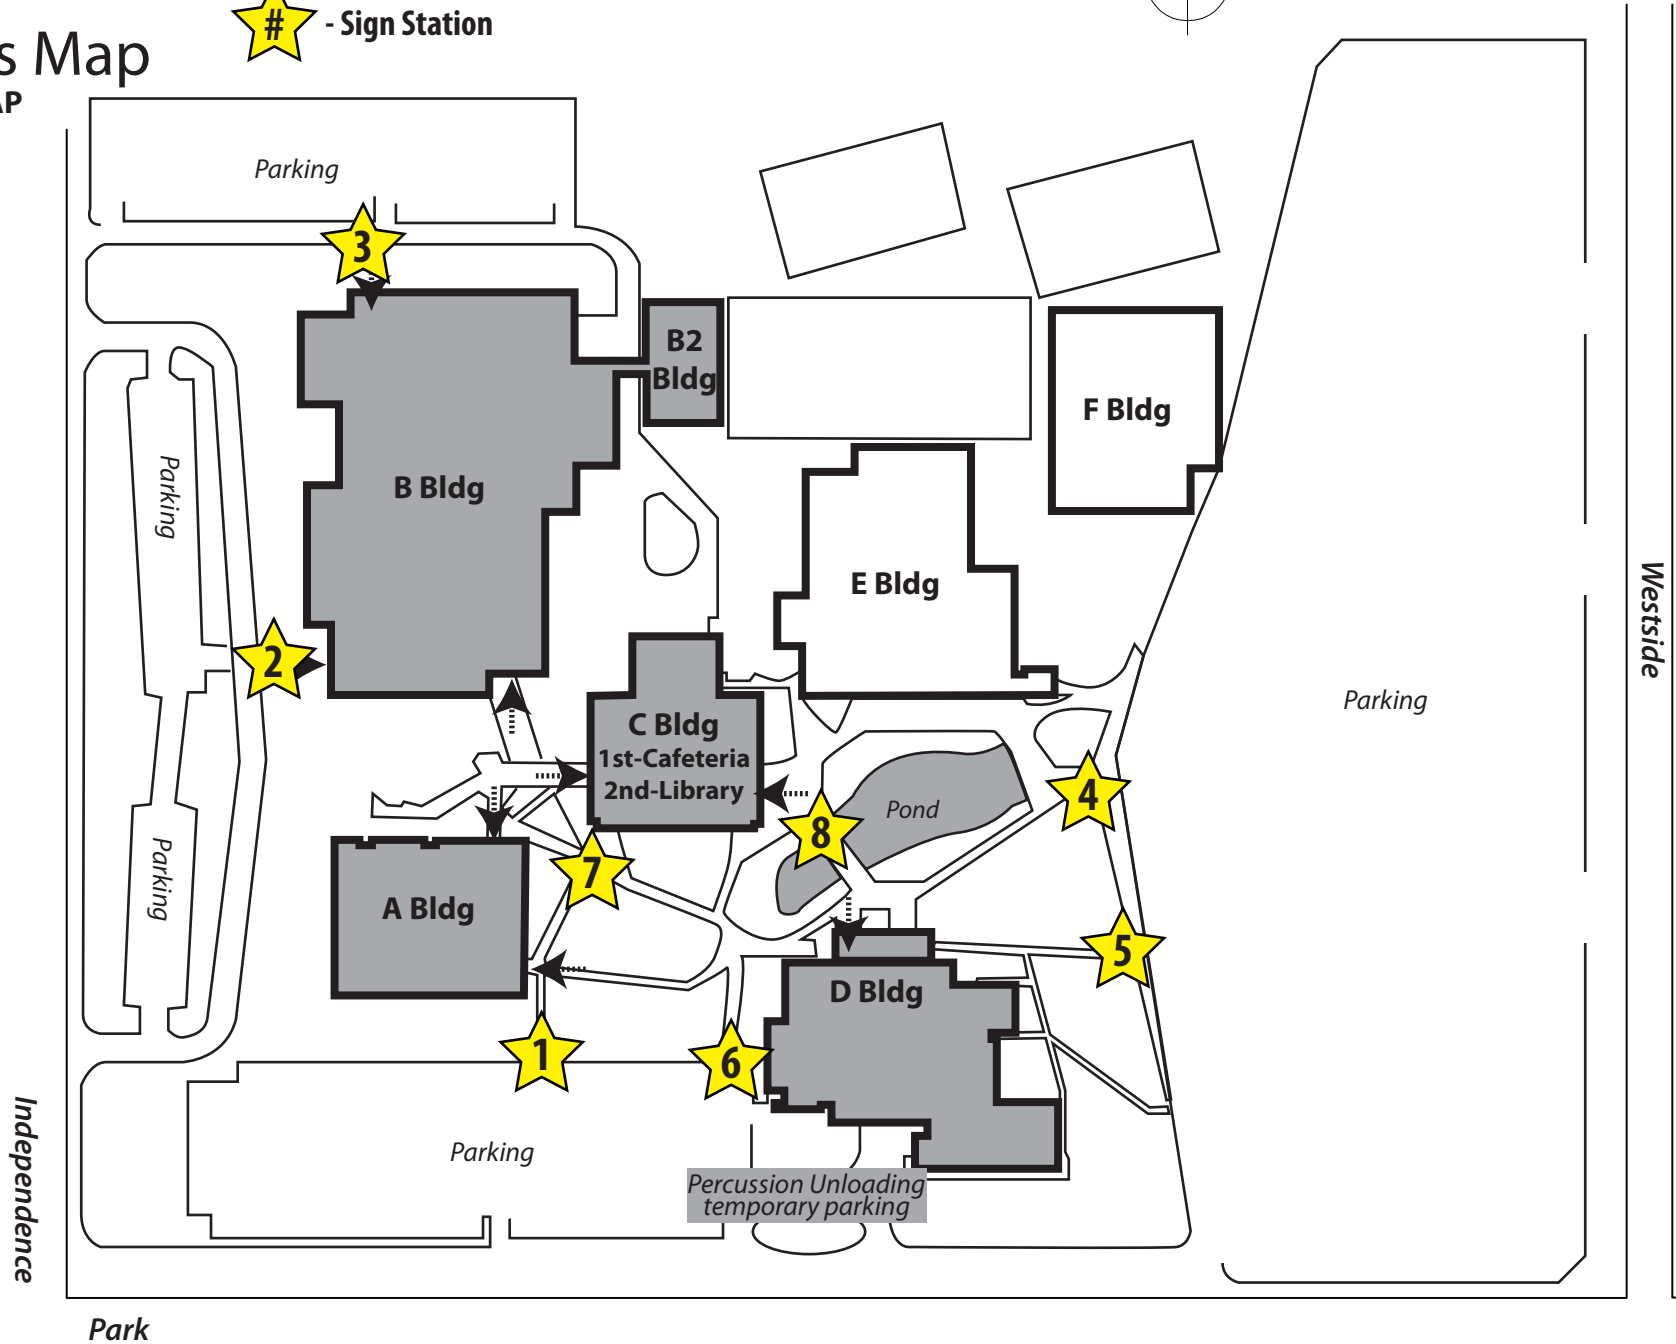 # - Sign Station
s Map
AP
Parking
3
B2
Bldg
F Bldg
Parking
B Bldg
E Bldg
Westside
2
Parking
C Bldg
1st-Cafeteria
2nd-Library
4
Pond
8
7
Parking
A Bldg
5
D Bldg
1
6
Parking
Percussion Unloading
temporary parking
Independence
Park